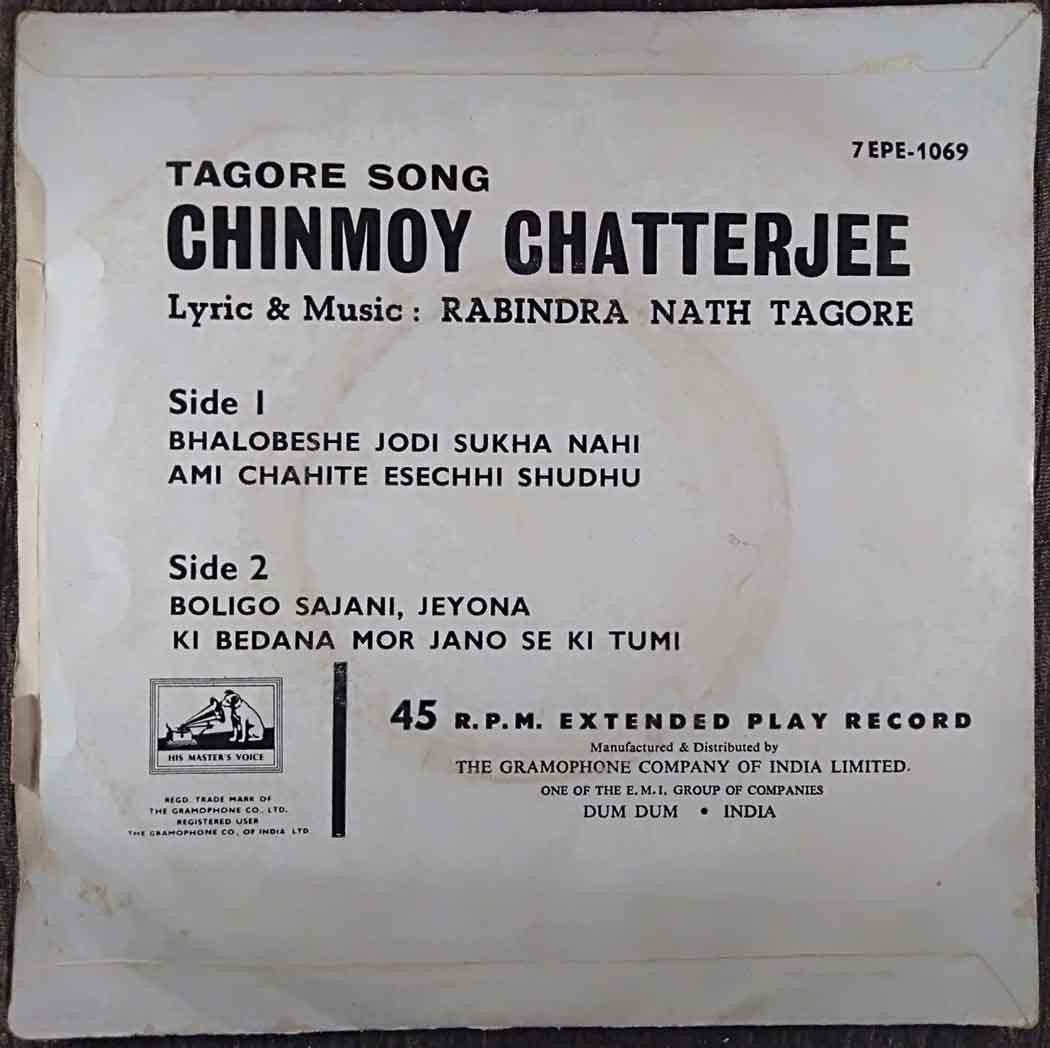 7 EPE-1069
TAGORE SONG
CHINMOY CHATTERJEE
Lyric & Music : RABINDRA NATH TAGORE
Side 1
BHALOBESHE JODI SUKHA NAHI
AMI CHAHITE ESECHHI SHUDHU
Side 2
BOLIGO SAJANI, JEYONA
KI BEDANA MOR JANO SE KI TUMI
HIS MASTER'S VOICE
REGD. TRADE MARK OF
THE GRAMOPHONE CO., LTD.
REGISTERED USER
THE GRAMOPHONE CO., OF INDIA LTD
45 R.P.M. EXTENDED PLAY RECORD
Manufactured & Distributed by
THE GRAMOPHONE COMPANY OF INDIA LIMITED.
ONE OF THE E.M.I. GROUP OF COMPANIES
DUM DUM • INDIA